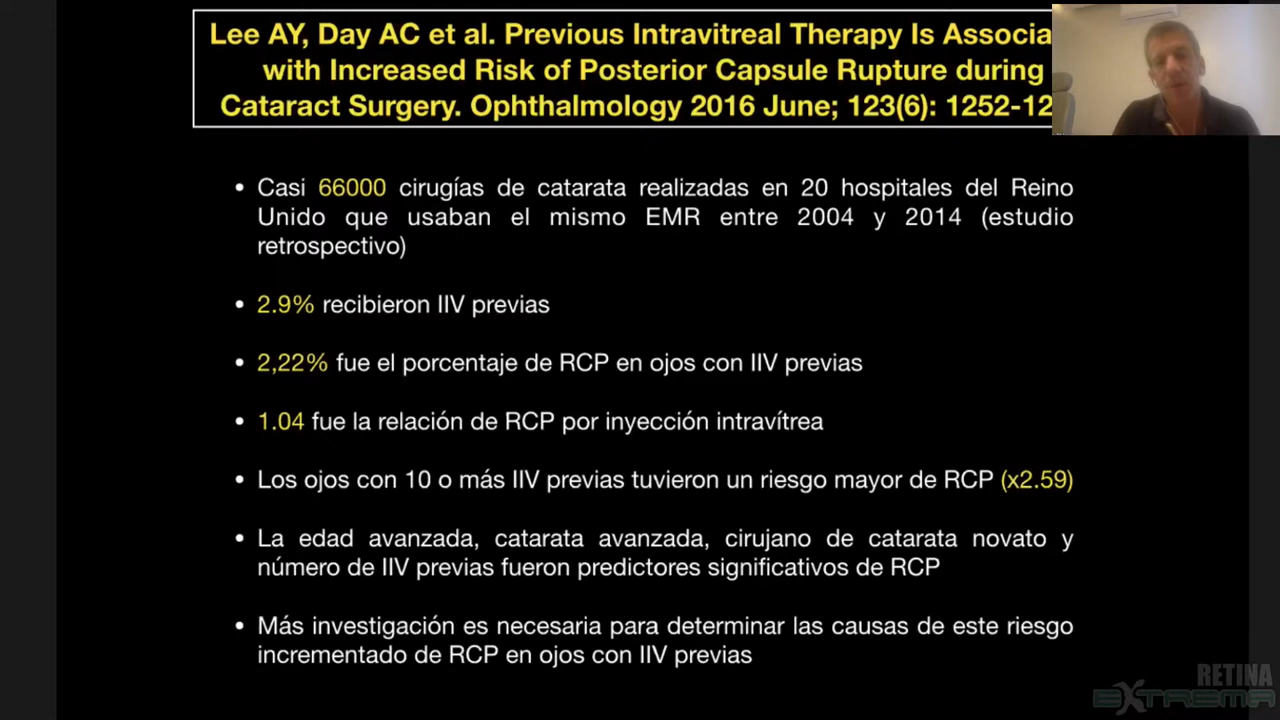 Lee AY, Day AC et al. Previous Intravitreal Therapy Is Associa
with Increased Risk of Posterior Capsule Rupture during
Cataract Surgery. Ophthalmology 2016 June; 123(6): 1252-12
• Casi 66000 cirugías de catarata realizadas en 20 hospitales del Reino
Unido que usaban el mismo EMR entre 2004 y 2014 (estudio
retrospectivo)
• 2.9% recibieron IIV previas
• 2,22% fue el porcentaje de RCP en ojos con IIV previas
• 1.04 fue la relación de RCP por inyección intravítrea
• Los ojos con 10 o más IIV previas tuvieron un riesgo mayor de RCP (x2.59)
• La edad avanzada, catarata avanzada, cirujano de catarata novato y
número de IIV previas fueron predictores significativos de RCP
• Más investigación es necesaria para determinar las causas de este riesgo
incrementado de RCP en ojos con IIV previas
RETINA
EXTREMA